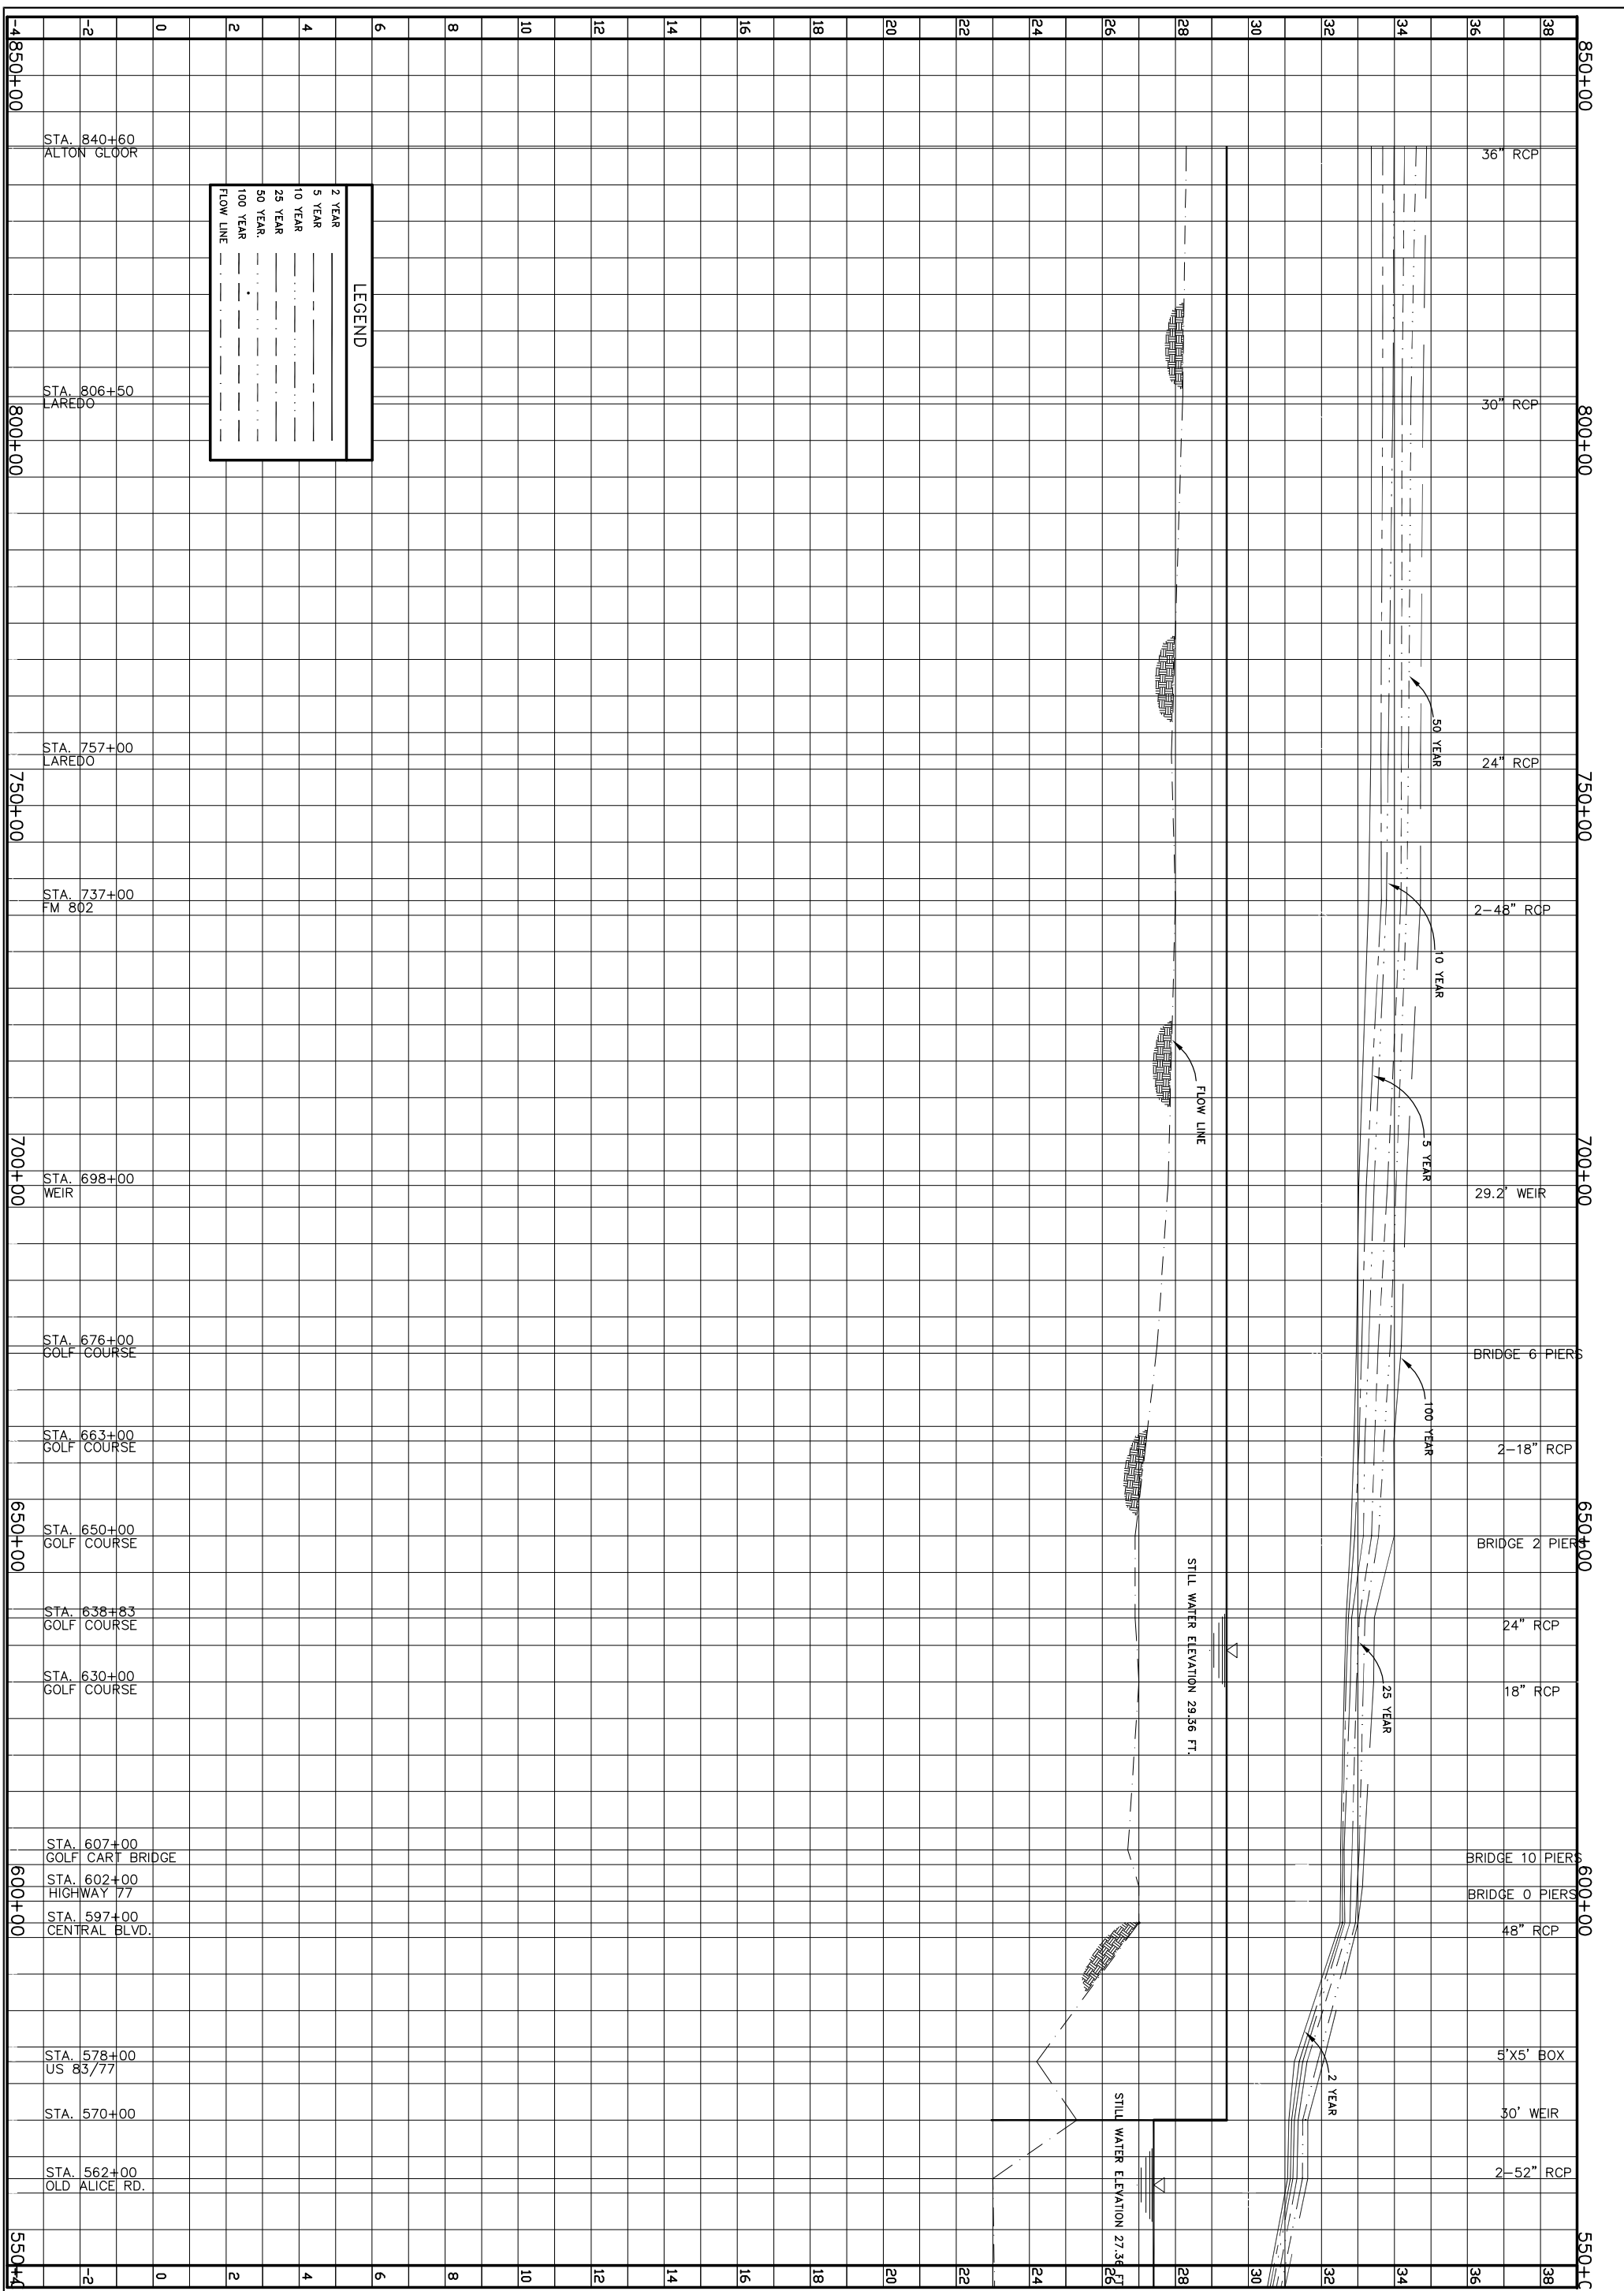 850+00
800+00
750+00
700+00
650+00
600+00
38
36
34
32
30
28
26
24
22
20
18
16
14
12
10
8
6
4
2
0
-2
-4
36" RCP
30" RCP
24" RCP
2-48" RCP
29.2' WEIR
BRIDGE 6 PIERS
2-18" RCP
BRIDGE 2 PIERS
24" RCP
18" RCP
BRIDGE 10 PIERS
BRIDGE 0 PIERS
48" RCP
5'X5' BOX
30' WEIR
2-52" RCP
50 YEAR
10 YEAR
5 YEAR
100 YEAR
25 YEAR
2 YEAR
FLOW LINE
STILL WATER ELEVATION 29.36 FT.
STILL WATER ELEVATION 27.36 FT
LEGEND
2 YEAR
5 YEAR
10 YEAR
25 YEAR
50 YEAR.
100 YEAR
FLOW LINE
STA. 840+60
ALTON GLOOR
STA. 806+50
LAREDO
STA. 757+00
LAREDO
STA. 737+00
FM 802
STA. 698+00
WEIR
STA. 676+00
GOLF COURSE
STA. 663+00
GOLF COURSE
STA. 650+00
GOLF COURSE
STA. 638+83
GOLF COURSE
STA. 630+00
GOLF COURSE
STA. 607+00
GOLF CART BRIDGE
STA. 602+00
HIGHWAY 77
STA. 597+00
CENTRAL BLVD.
STA. 578+00
US 83/77
STA. 570+00
STA. 562+00
OLD ALICE RD.
850+00
800+00
750+00
700+00
650+00
600+00
38
36
34
32
30
28
26
24
22
20
18
16
14
12
10
8
6
4
2
0
-2